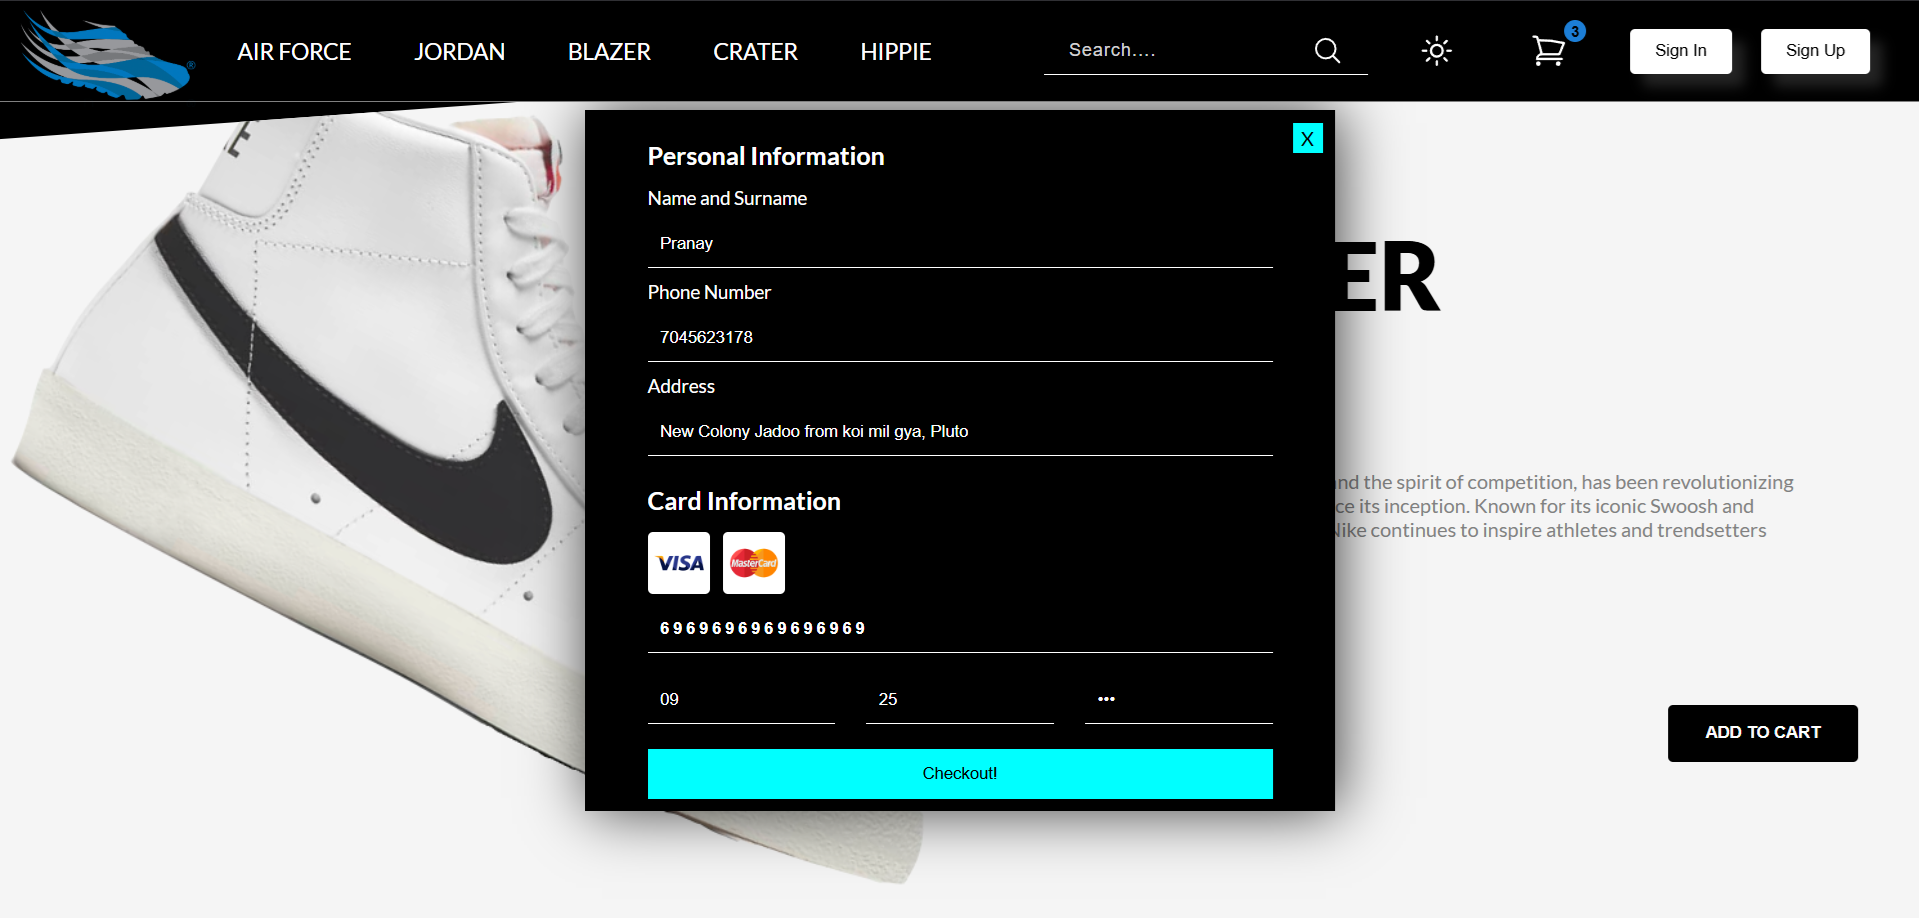 AIR FORCE JORDAN BLAZER CRATER HIPPIE Search.... 3 Sign In Sign Up
®
X
Personal Information
Name and Surname
Pranay
Phone Number
7045623178
Address
New Colony Jadoo from koi mil gya, Pluto
Card Information
VISA MasterCard
6969696969696969
09 25 •••
Checkout!
ER
and the spirit of competition, has been revolutionizing
its inception. Known for its iconic Swoosh and
Nike continues to inspire athletes and trendsetters
ADD TO CART